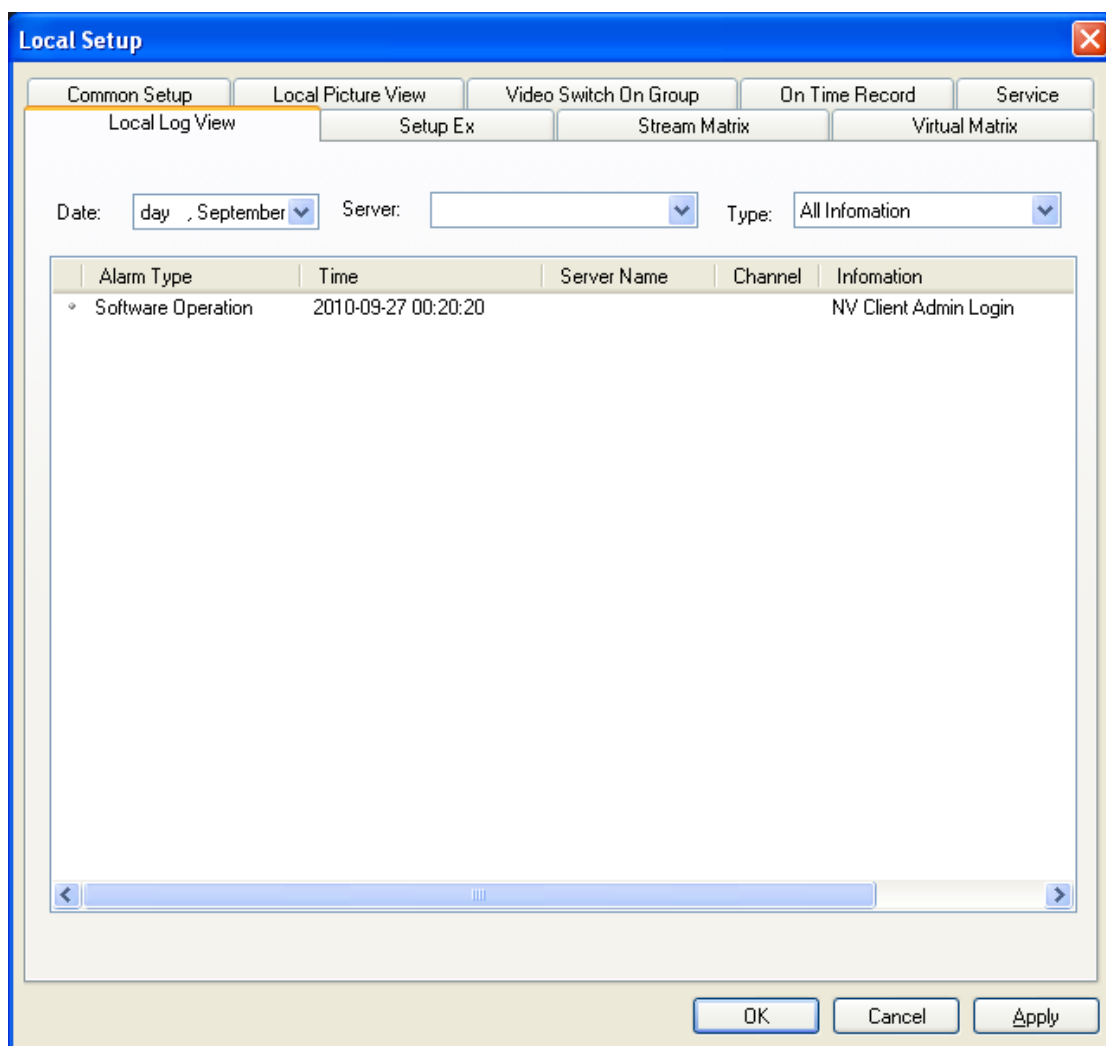 Local Setup
Common Setup Local Picture View Video Switch On Group On Time Record Service
Local Log View Setup Ex Stream Matrix Virtual Matrix
Date: day , September Server: Type: All Infomation
Alarm Type Time Server Name Channel Infomation
Software Operation 2010-09-27 00:20:20 NV Client Admin Login
OK Cancel Apply